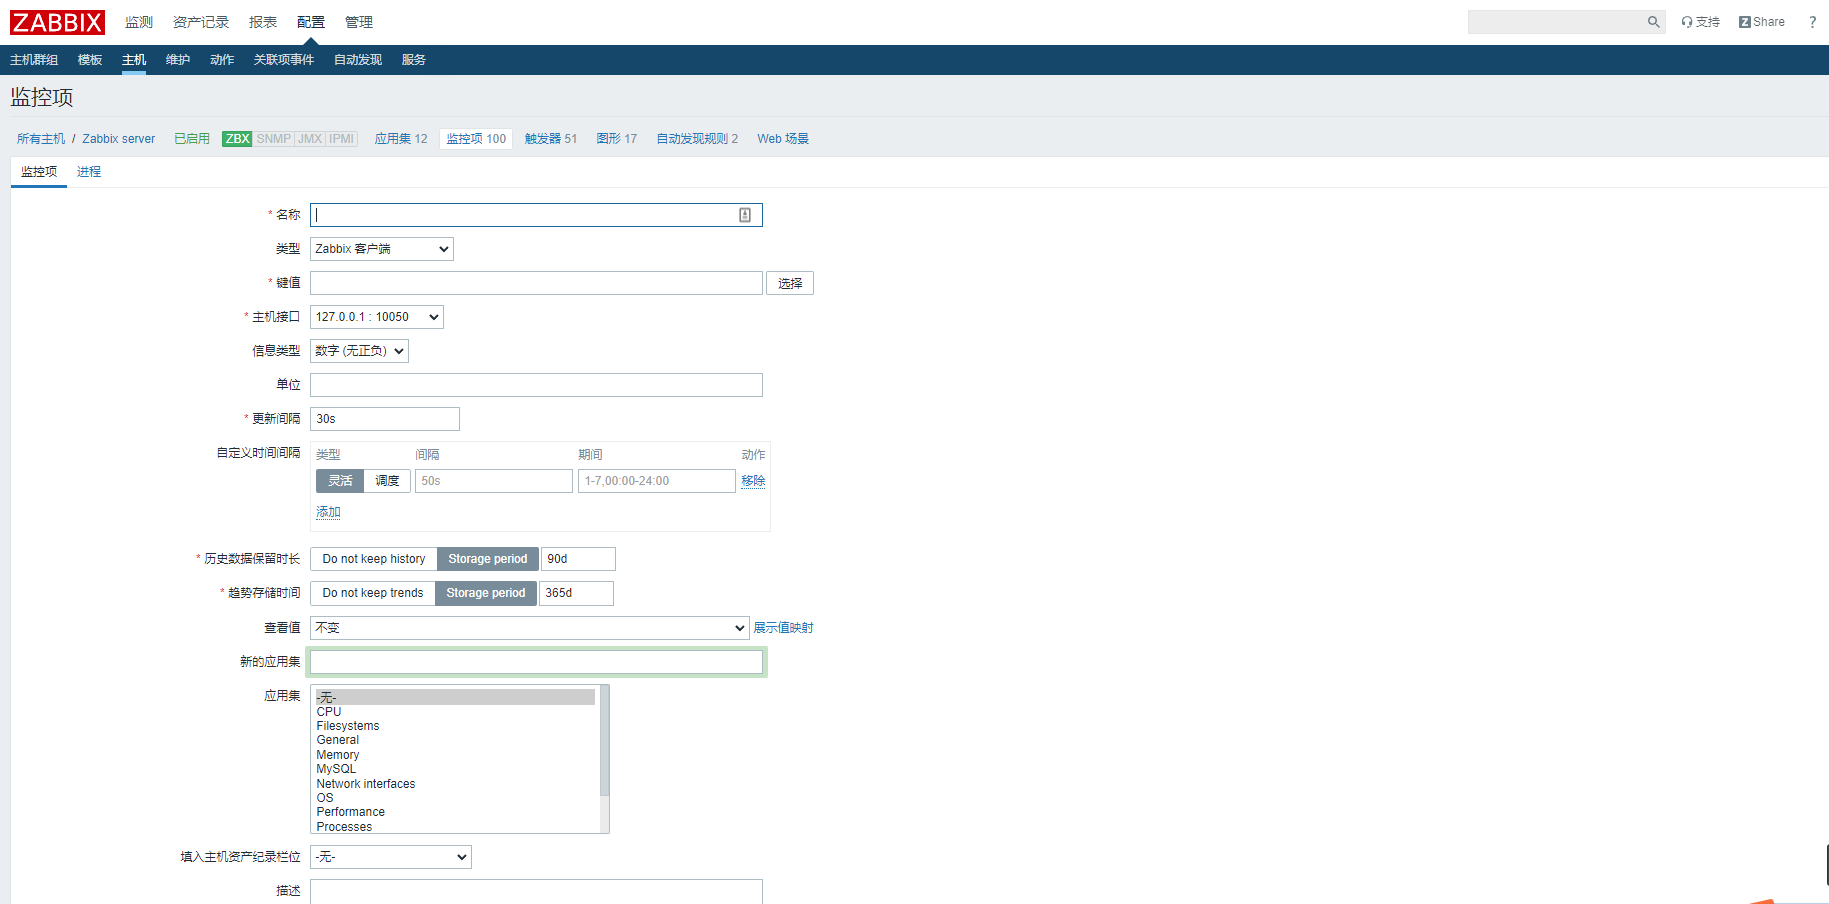 ZABBIX 监测 资产记录 报表 配置 管理 支持 Z Share ?
主机群组 模板 主机 维护 动作 关联项事件 自动发现 服务
监控项
所有主机 / Zabbix server 已启用 ZBX SNMP JMX IPMI 应用集 12 监控项 100 触发器 51 图形 17 自动发现规则 2 Web 场景
监控项 进程
* 名称
类型 Zabbix 客户端
* 键值 选择
* 主机接口 127.0.0.1 : 10050
信息类型 数字 (无正负)
单位
* 更新间隔 30s
自定义时间间隔 类型 间隔 期间 动作
灵活 调度 50s 1-7,00:00-24:00 移除
添加
* 历史数据保留时长 Do not keep history Storage period 90d
* 趋势存储时间 Do not keep trends Storage period 365d
查看值 不变 展示值映射
新的应用集
应用集 -无-
CPU
Filesystems
General
Memory
MySQL
Network interfaces
OS
Performance
Processes
填入主机资产纪录栏位 -无-
描述